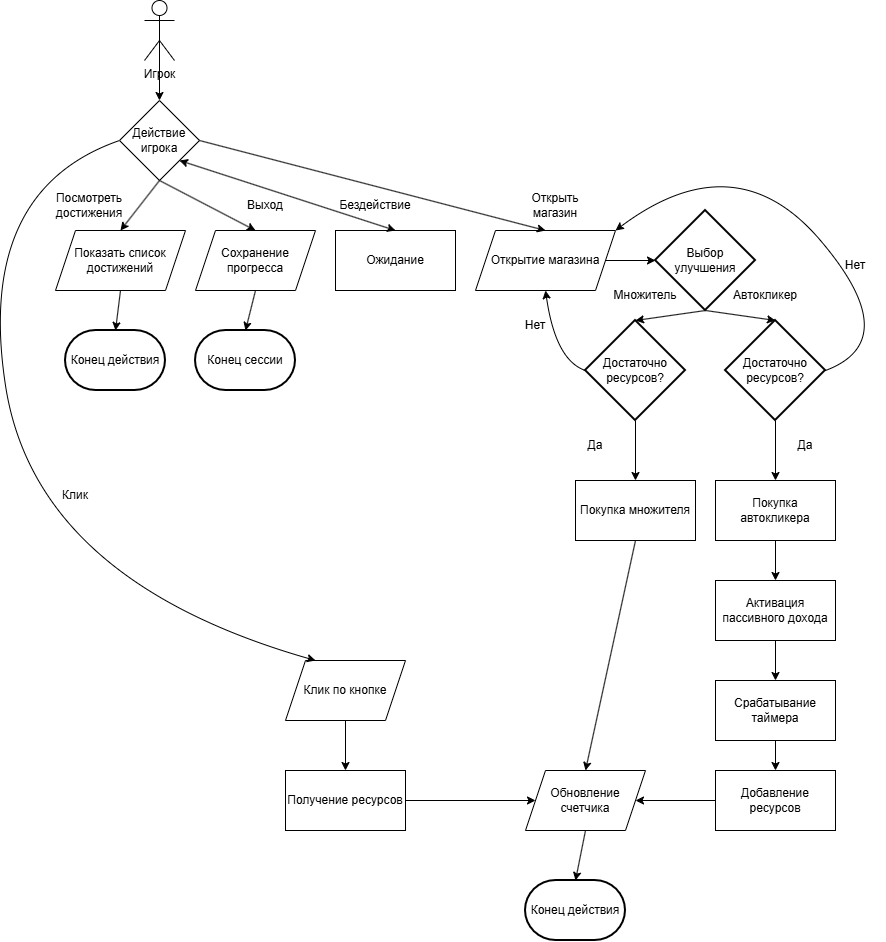 Игрок
Действие
игрока
Посмотреть
достижения
Выход
Бездействие
Открыть
магазин
Показать список
достижений
Сохранение
прогресса
Ожидание
Открытие магазина
Выбор
улучшения
Нет
Множитель
Автокликер
Нет
Конец действия
Конец сессии
Достаточно
ресурсов?
Достаточно
ресурсов?
Да
Да
Клик
Покупка множителя
Покупка
автокликера
Активация
пассивного дохода
Клик по кнопке
Срабатывание
таймера
Получение ресурсов
Обновление
счетчика
Добавление
ресурсов
Конец действия